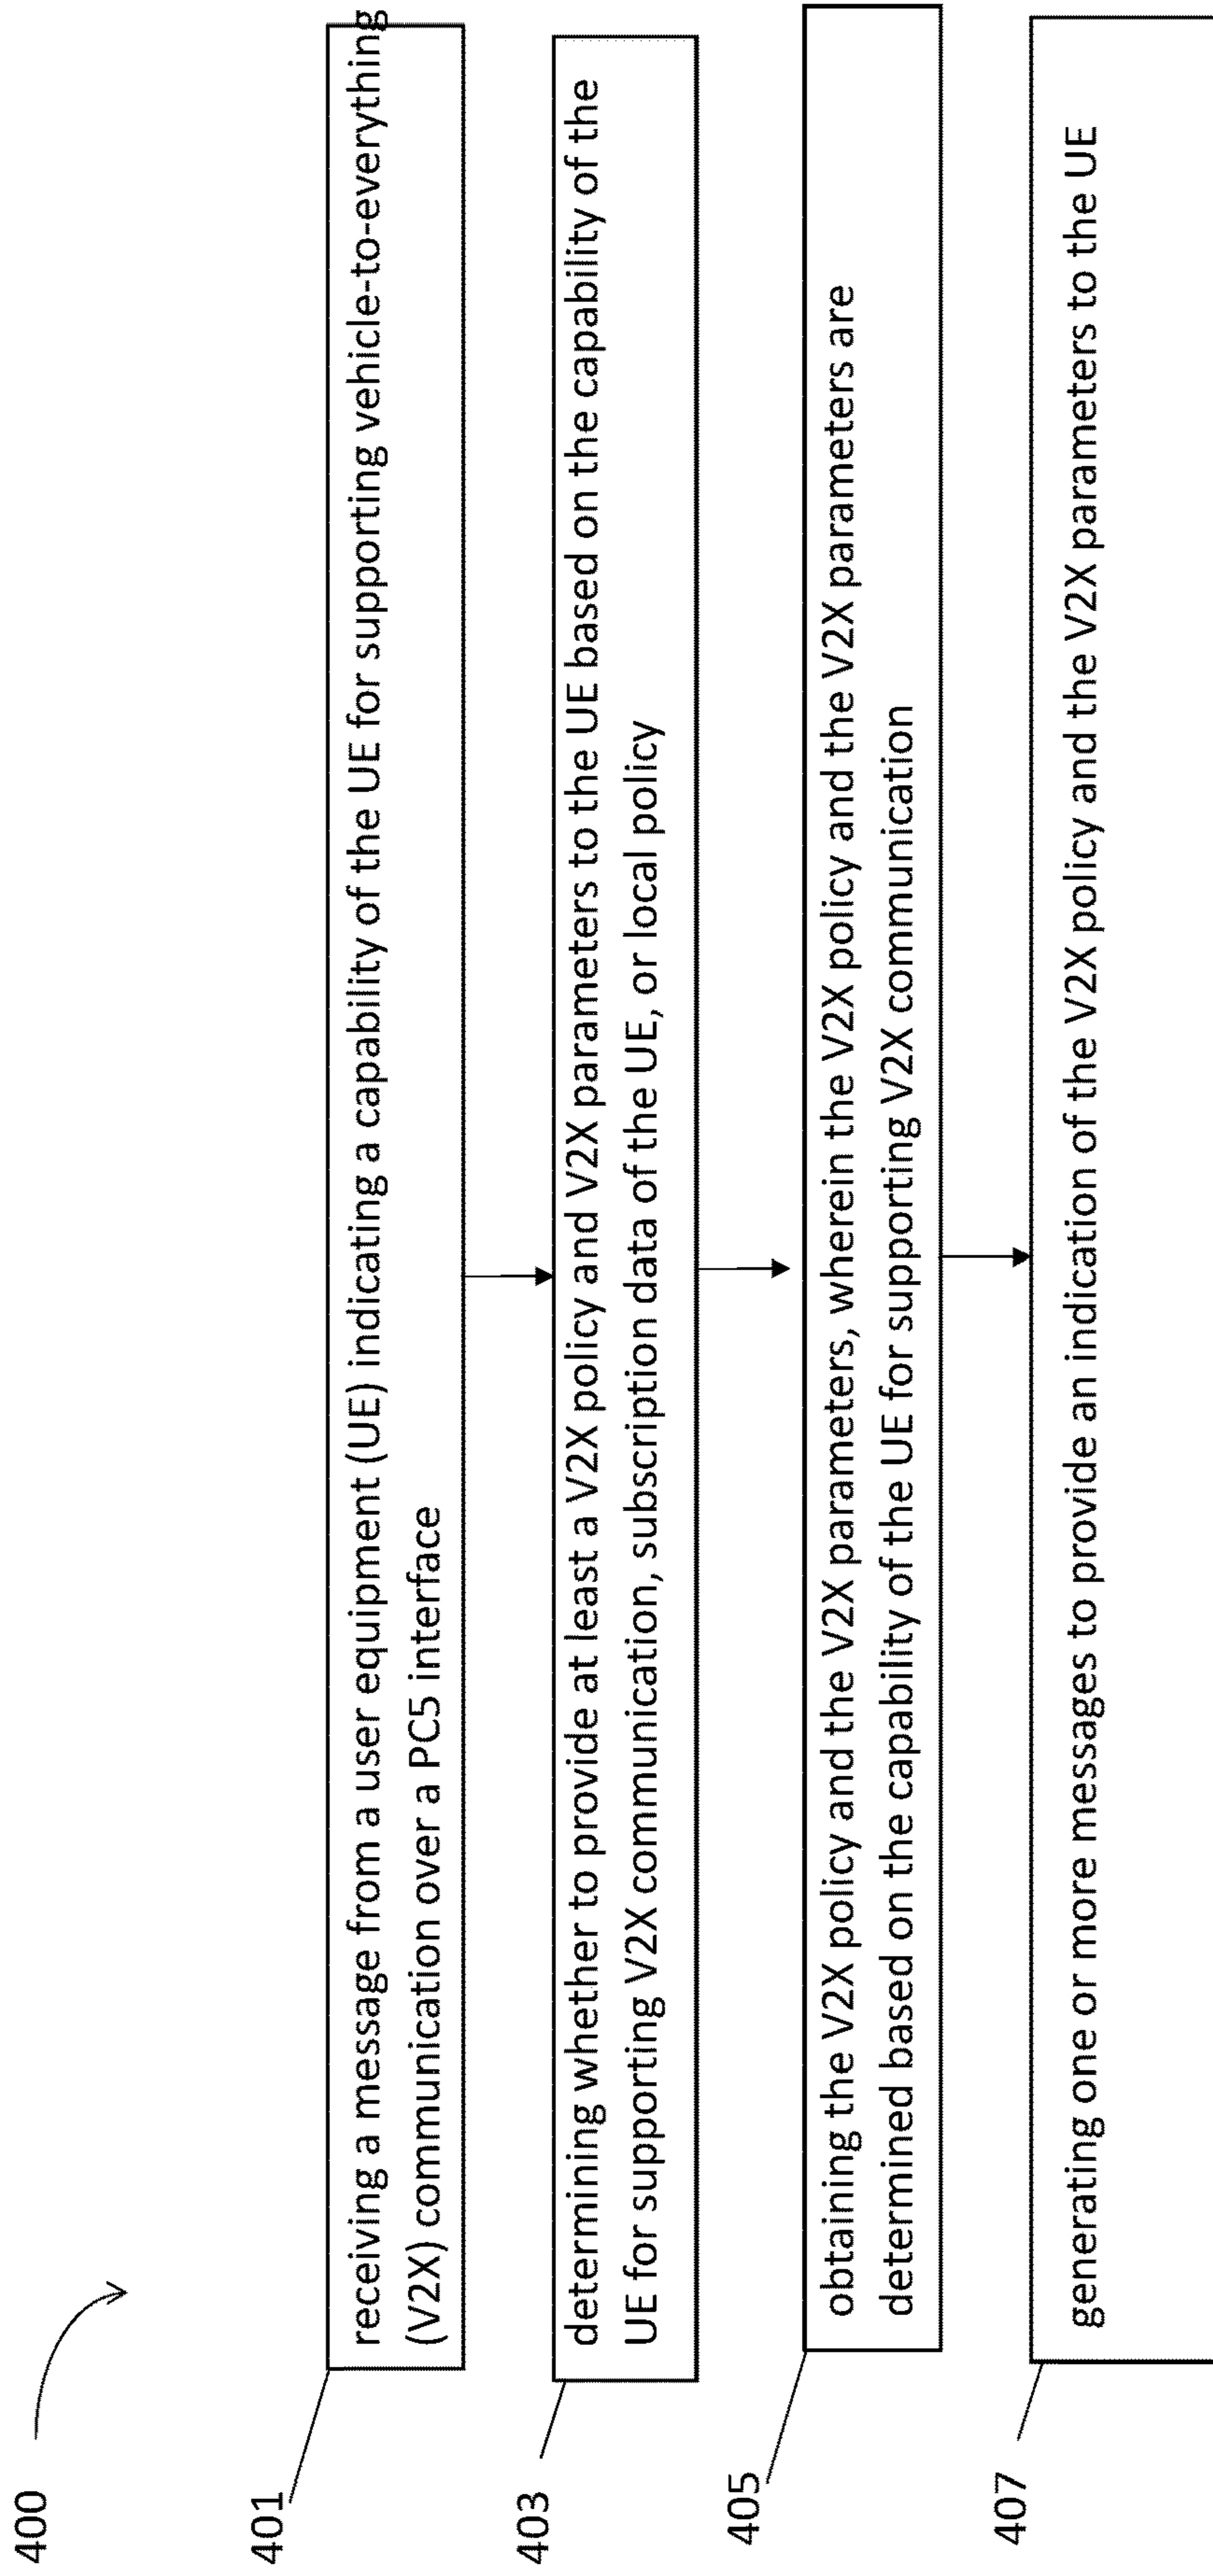 400
401
receiving a message from a user equipment (UE) indicating a capability of the UE for supporting vehicle-to-everything
(V2X) communication over a PC5 interface
403
determining whether to provide at least a V2X policy and V2X parameters to the UE based on the capability of the
UE for supporting V2X communication, subscription data of the UE, or local policy
405
obtaining the V2X policy and the V2X parameters, wherein the V2X policy and the V2X parameters are
determined based on the capability of the UE for supporting V2X communication
407
generating one or more messages to provide an indication of the V2X policy and the V2X parameters to the UE